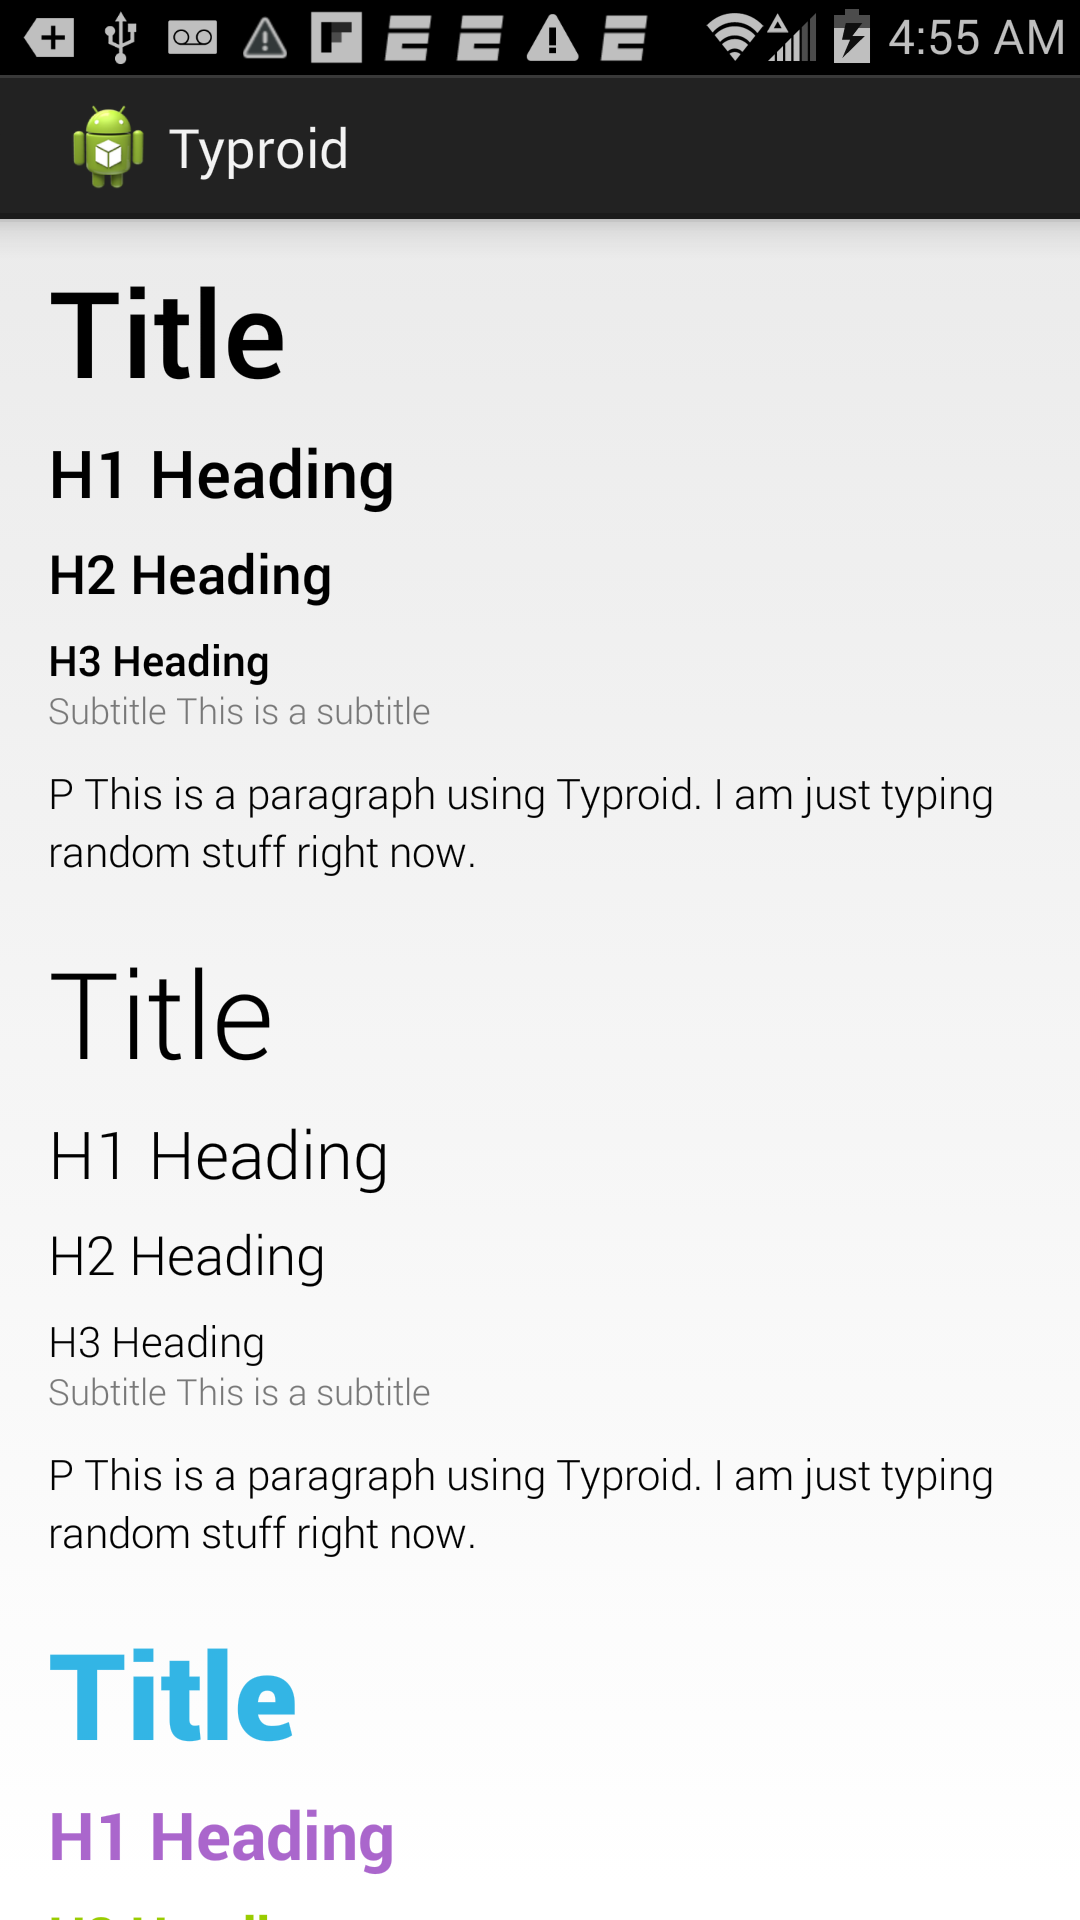 4:55 AM
Typroid
Title
H1 Heading
H2 Heading
H3 Heading
Subtitle This is a subtitle
P This is a paragraph using Typroid. I am just typing
random stuff right now.
Title
H1 Heading
H2 Heading
H3 Heading
Subtitle This is a subtitle
P This is a paragraph using Typroid. I am just typing
random stuff right now.
Title
H1 Heading